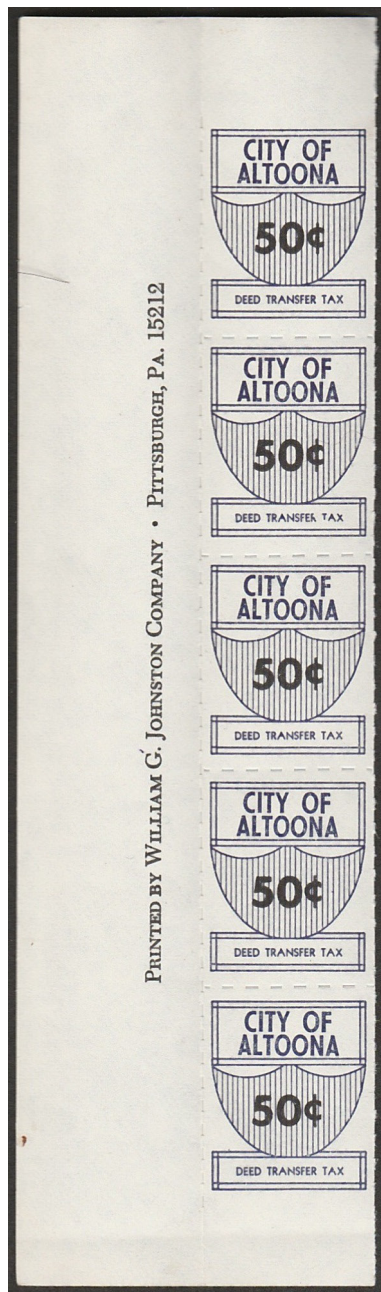 PRINTED BY WILLIAM G. JOHNSTON COMPANY • PITTSBURGH, PA. 15212
CITY OF
ALTOONA
50¢
DEED TRANSFER TAX
CITY OF
ALTOONA
50¢
DEED TRANSFER TAX
CITY OF
ALTOONA
50¢
DEED TRANSFER TAX
CITY OF
ALTOONA
50¢
DEED TRANSFER TAX
CITY OF
ALTOONA
50¢
DEED TRANSFER TAX